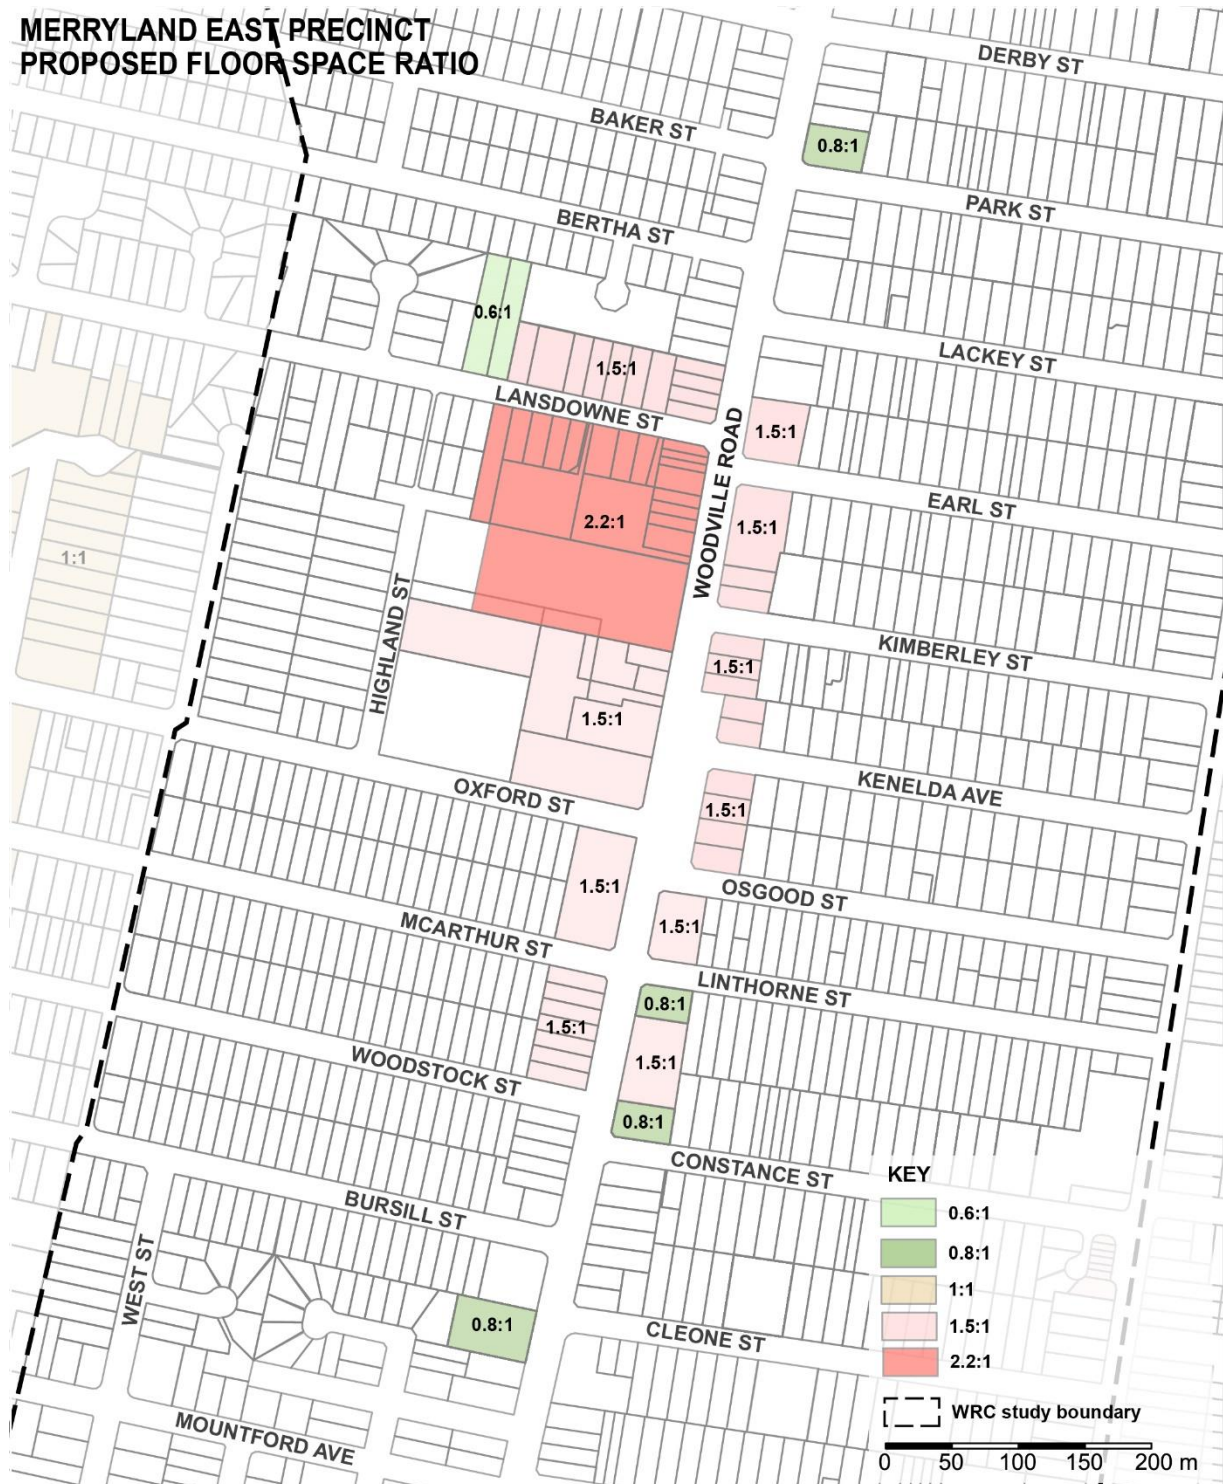 MERRYLAND EAST PRECINCT
PROPOSED FLOOR SPACE RATIO
DERBY ST
BAKER ST
0.8:1
PARK ST
BERTHA ST
0.6:1
LACKEY ST
1.5:1
LANSDOWNE ST
1.5:1
WOODVILLE ROAD
EARL ST
2.2:1
1.5:1
1:1
HIGHLAND ST
KIMBERLEY ST
1.5:1
1.5:1
KENELDA AVE
OXFORD ST
1.5:1
1.5:1
OSGOOD ST
MCARTHUR ST
1.5:1
LINTHORNE ST
0.8:1
1.5:1
WOODSTOCK ST
1.5:1
0.8:1
CONSTANCE ST
BURSILL ST
WEST ST
0.8:1
CLEONE ST
MOUNTFORD AVE
KEY
0.6:1
0.8:1
1:1
1.5:1
2.2:1
WRC study boundary
0 50 100 150 200 m